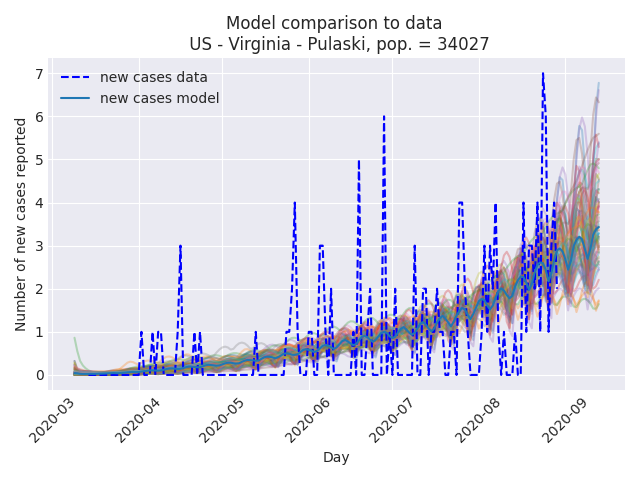 Model comparison to data
US - Virginia - Pulaski, pop. = 34027
new cases data
new cases model
Number of new cases reported
7
6
5
4
3
2
1
0
2020-03
2020-04
2020-05
2020-06
2020-07
2020-08
2020-09
Day